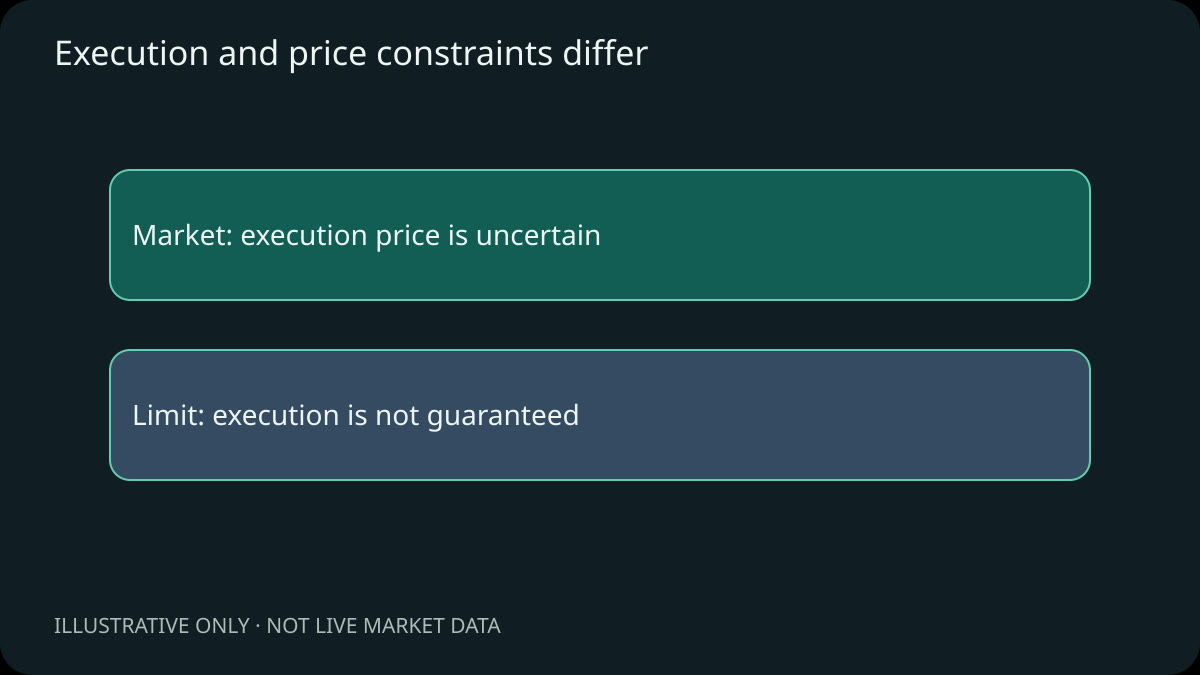 Execution and price constraints differ
Market: execution price is uncertain
Limit: execution is not guaranteed
ILLUSTRATIVE ONLY · NOT LIVE MARKET DATA